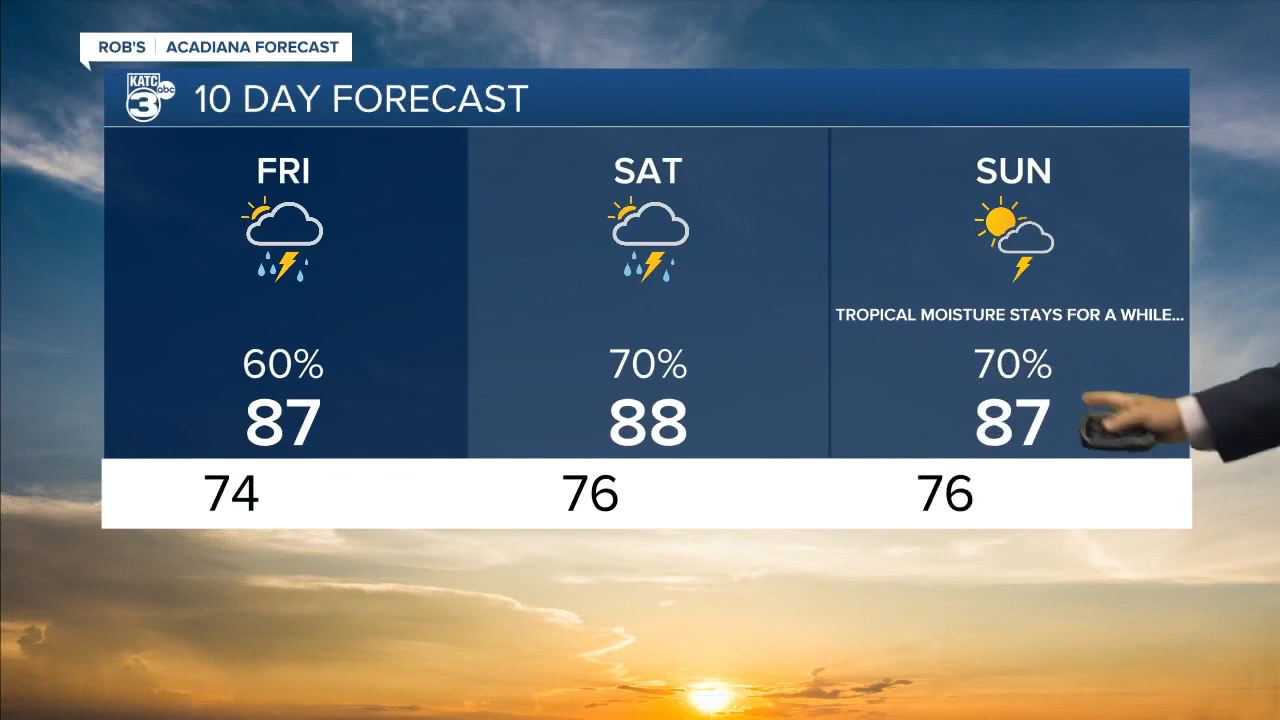 ROB'S | ACADIANA FORECAST
KATC
abc
3
10 DAY FORECAST
FRI
SAT
SUN
TROPICAL MOISTURE STAYS FOR A WHILE...
60%
70%
70%
87
88
87
74
76
76